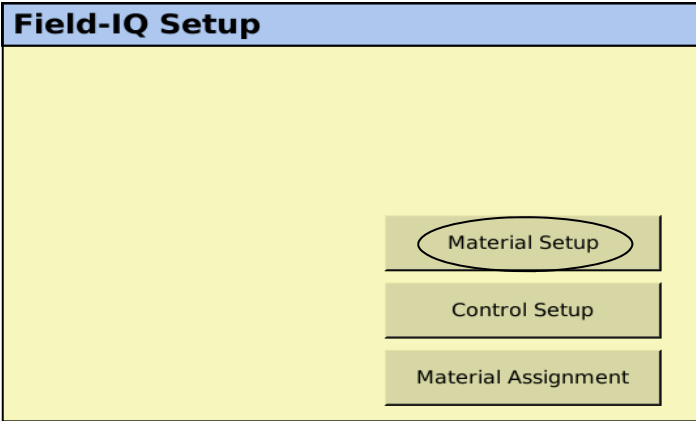 Field-IQ Setup
Material Setup
Control Setup
Material Assignment